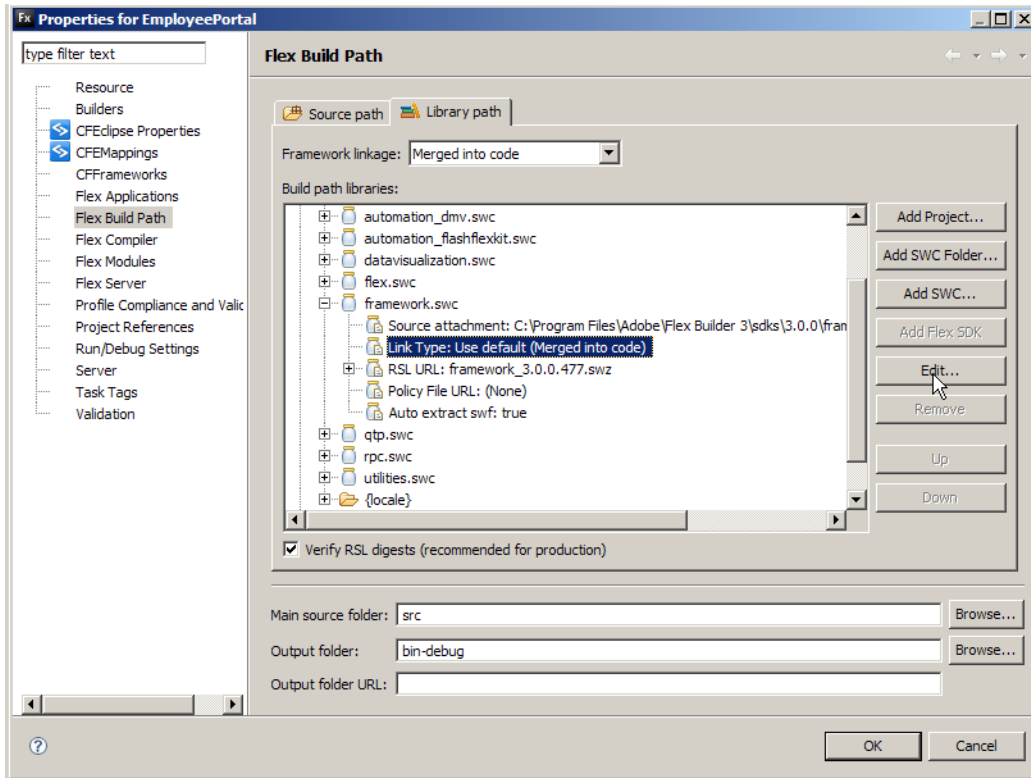 Fx Properties for EmployeePortal
type filter text
Flex Build Path
Resource
Builders
CFEclipse Properties
CFEMappings
CFFrameworks
Flex Applications
Flex Build Path
Flex Compiler
Flex Modules
Flex Server
Profile Compliance and Valic
Project References
Run/Debug Settings
Server
Task Tags
Validation
Source path
Library path
Framework linkage: Merged into code
Build path libraries:
automation_dmv.swc
automation_flashflexkit.swc
datavisualization.swc
flex.swc
framework.swc
Source attachment: C:\Program Files\Adobe\Flex Builder 3\sdks\3.0.0\fran
Link Type: Use default (Merged into code)
RSL URL: framework_3.0.0.477.swz
Policy File URL: (None)
Auto extract swf: true
qtp.swc
rpc.swc
utilities.swc
{locale}
Add Project...
Add SWC Folder...
Add SWC...
Add Flex SDK
Edit...
Remove
Up
Down
Verify RSL digests (recommended for production)
Main source folder: src Browse...
Output folder: bin-debug Browse...
Output folder URL:
? OK Cancel